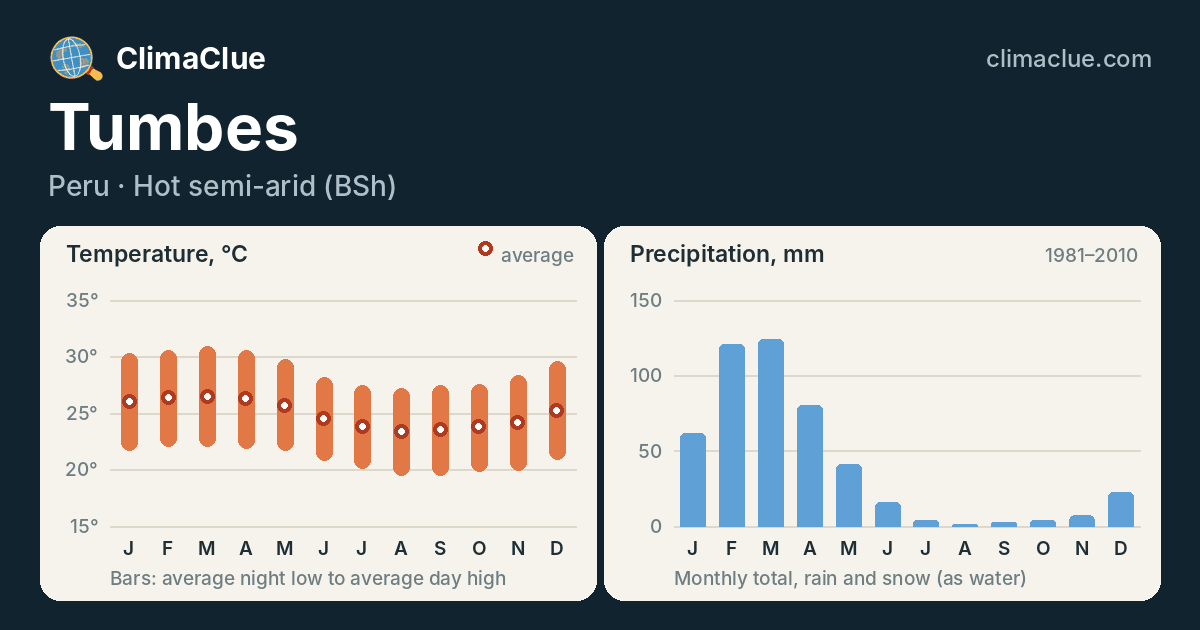 ClimaClue
climaclue.com
Tumbes
Peru · Hot semi-arid (BSh)
Temperature, °C
average
35°
30°
25°
20°
15°
J F M A M J J A S O N D
Bars: average night low to average day high
Precipitation, mm
1981–2010
150
100
50
0
J F M A M J J A S O N D
Monthly total, rain and snow (as water)